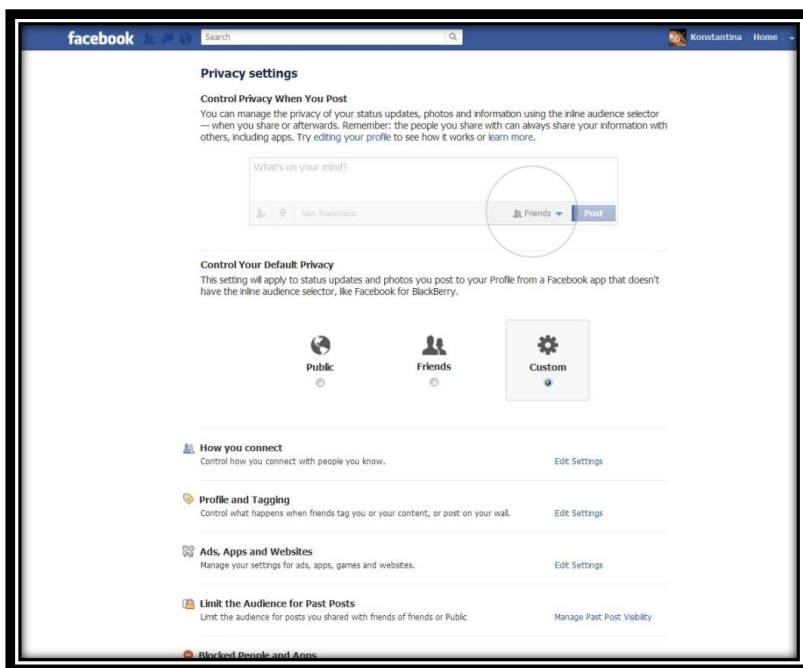 facebook
Search
Konstantina
Home
Privacy settings
Control Privacy When You Post
You can manage the privacy of your status updates, photos and information using the inline audience selector
— when you share or afterwards. Remember: the people you share with can always share your information with
others, including apps. Try editing your profile to see how it works or learn more.
What's on your mind?
San Francisco
Friends
Post
Control Your Default Privacy
This setting will apply to status updates and photos you post to your Profile from a Facebook app that doesn't
have the inline audience selector, like Facebook for BlackBerry.
Public
Friends
Custom
How you connect
Control how you connect with people you know.
Edit Settings
Profile and Tagging
Control what happens when friends tag you or your content, or post on your wall.
Edit Settings
Ads, Apps and Websites
Manage your settings for ads, apps, games and websites.
Edit Settings
Limit the Audience for Past Posts
Limit the audience for posts you shared with friends of friends or Public
Manage Past Post Visibility
Blocked People and Apps